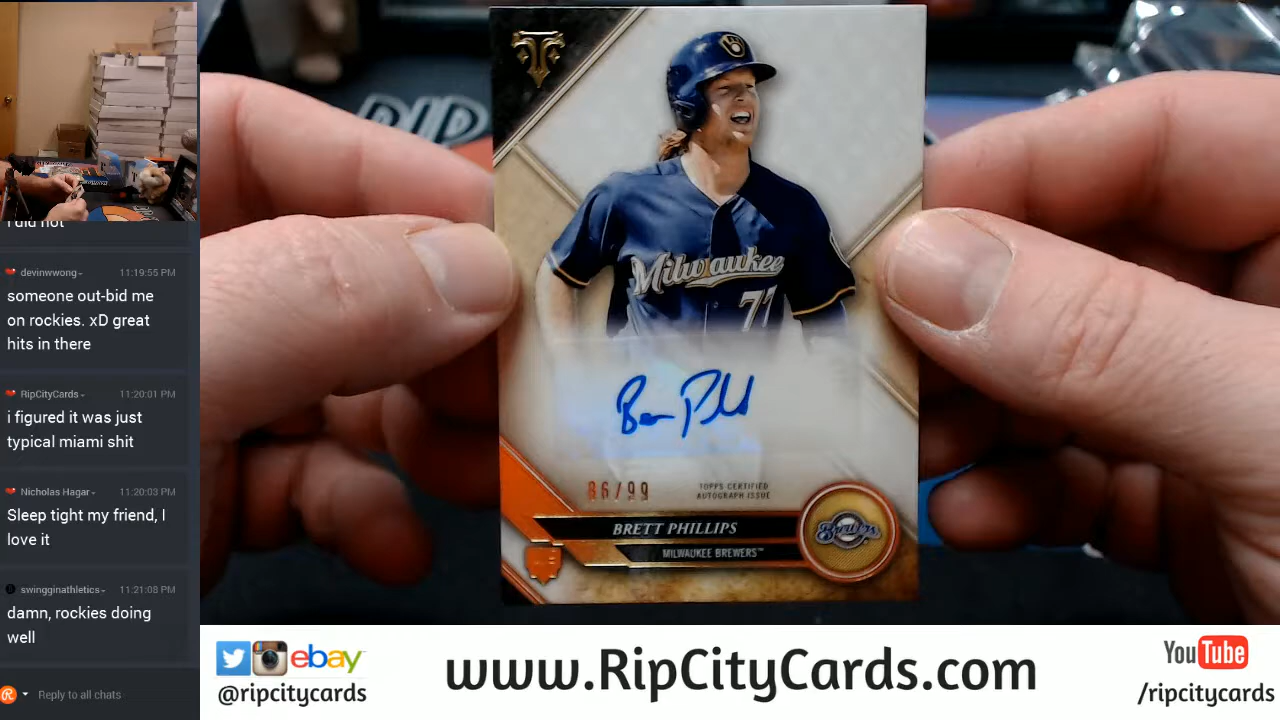 i did not
devinwwong-
11:19:55 PM
someone out-bid me
on rockies. xD great
hits in there
RipCityCards-
11:20:01 PM
i figured it was just
typical miami shit
Nicholas Hagar-
11:20:03 PM
Sleep tight my friend, I
love it
swingginathletics-
11:21:08 PM
damn, rockies doing
well
Reply to all chats
RIP
Milwaukee
77
86/99
TOPPS CERTIFIED
AUTOGRAPH ISSUE
BRETT PHILLIPS
MILWAUKEE BREWERS™
Brewers
ebay
@ripcitycards
www.RipCityCards.com
YouTube
/ripcitycards